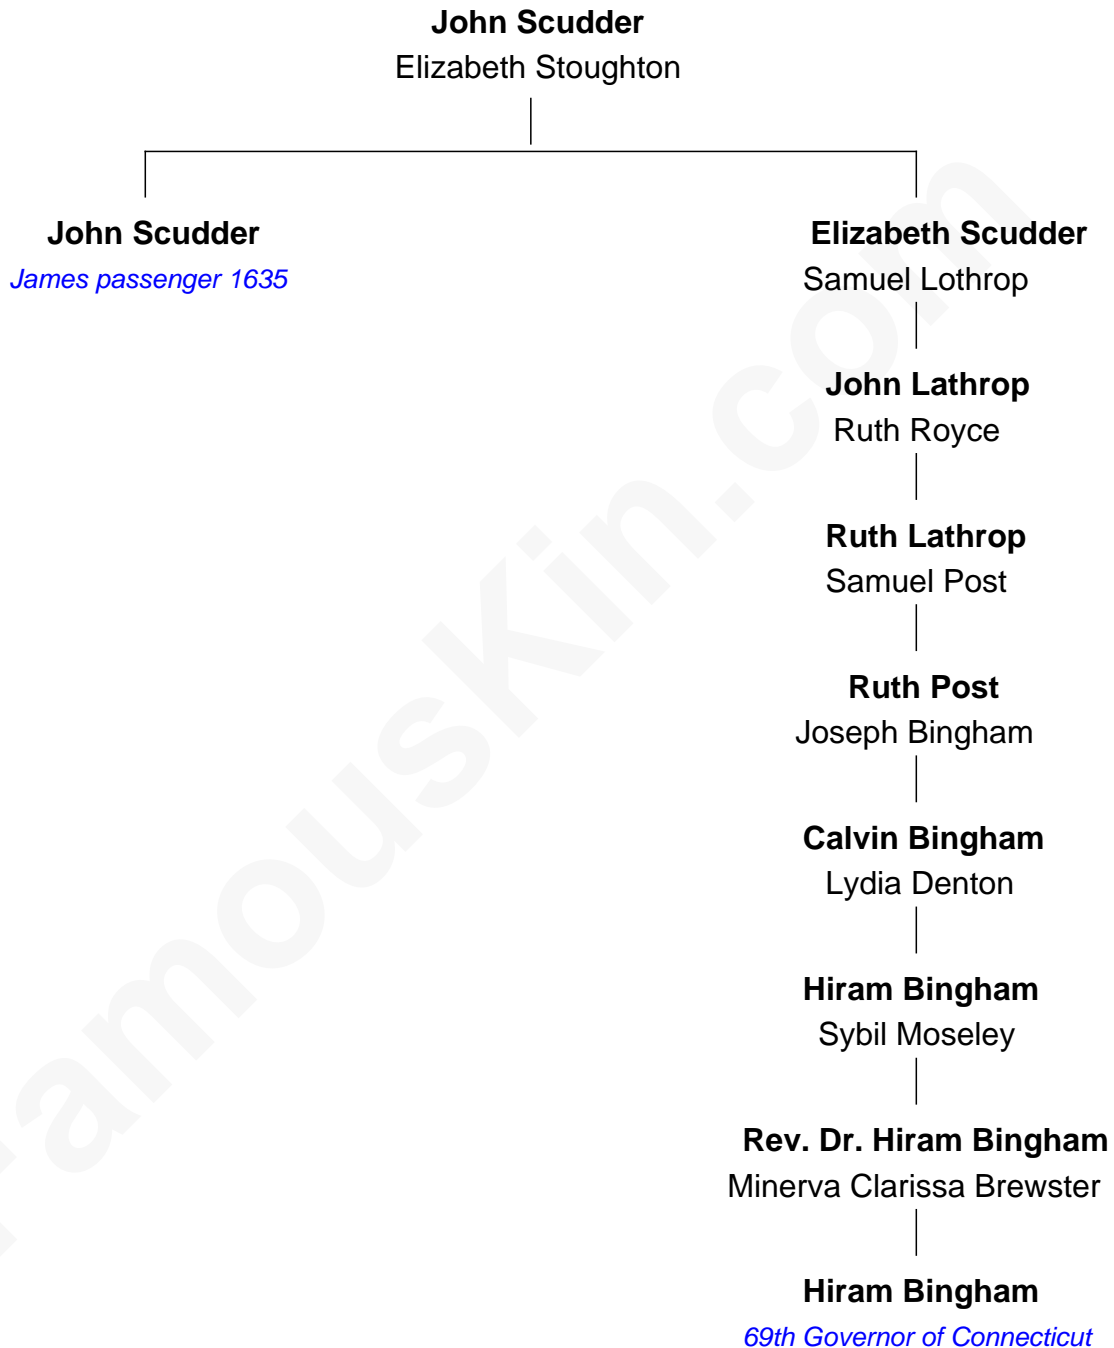 John Scudder
Elizabeth Stoughton
John Scudder
James passenger 1635
Elizabeth Scudder
Samuel Lothrop
John Lathrop
Ruth Royce
Ruth Lathrop
Samuel Post
Ruth Post
Joseph Bingham
Calvin Bingham
Lydia Denton
Hiram Bingham
Sybil Moseley
Rev. Dr. Hiram Bingham
Minerva Clarissa Brewster
Hiram Bingham
69th Governor of Connecticut
FamousKin.com